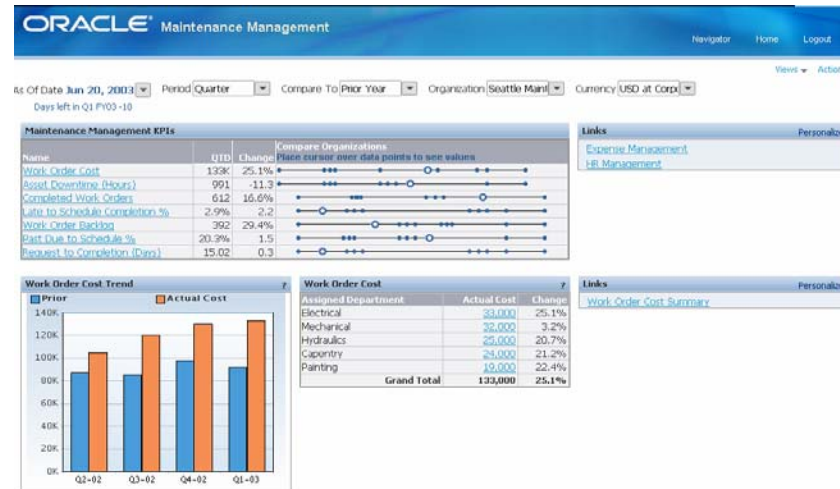 ORACLE Maintenance Management
Navigator Home Logout
Views Action
As Of Date Jun 20, 2003 Period Quarter Compare To Prior Year Organization Seattle Maint Currency USD at Corpc
Days left in Q1 FY03 -10
Maintenance Management KPIs
Name QTD Change Compare Organizations
Place cursor over data points to see values
Work Order Cost 133K 25.1%
Asset Downtime (Hours) 991 -11.3
Completed Work Orders 612 16.6%
Late to Schedule Completion % 2.9% 2.2
Work Order Backlog 392 29.4%
Past Due to Schedule % 20.3% 1.5
Request to Completion (Days) 15.02 0.3
Links Personalize
Expense Management
HR Management
Work Order Cost Trend ?
Prior Actual Cost
140K
120K
100K
80K
60K
40K
20K
0K
Q2-02 Q3-02 Q4-02 Q1-03
Work Order Cost ?
Assigned Department Actual Cost Change
Electrical 33,000 25.1%
Mechanical 32,000 3.2%
Hydraulics 25,000 20.7%
Capentry 24,000 21.2%
Painting 19,000 22.4%
Grand Total 133,000 25.1%
Links Personalize
Work Order Cost Summary